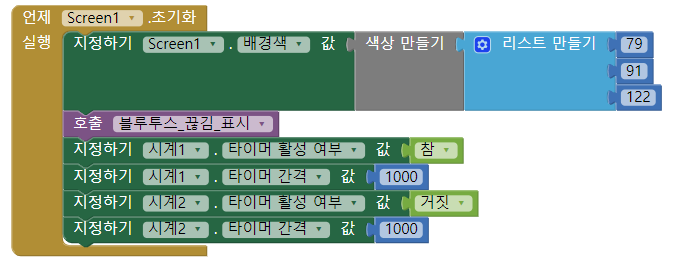 언제 Screen1 .초기화
실행 지정하기 Screen1 . 배경색 값 색상 만들기 리스트 만들기 79
91
122
호출 블루투스_끊김_표시
지정하기 시계1 . 타이머 활성 여부 값 참
지정하기 시계1 . 타이머 간격 값 1000
지정하기 시계2 . 타이머 활성 여부 값 거짓
지정하기 시계2 . 타이머 간격 값 1000